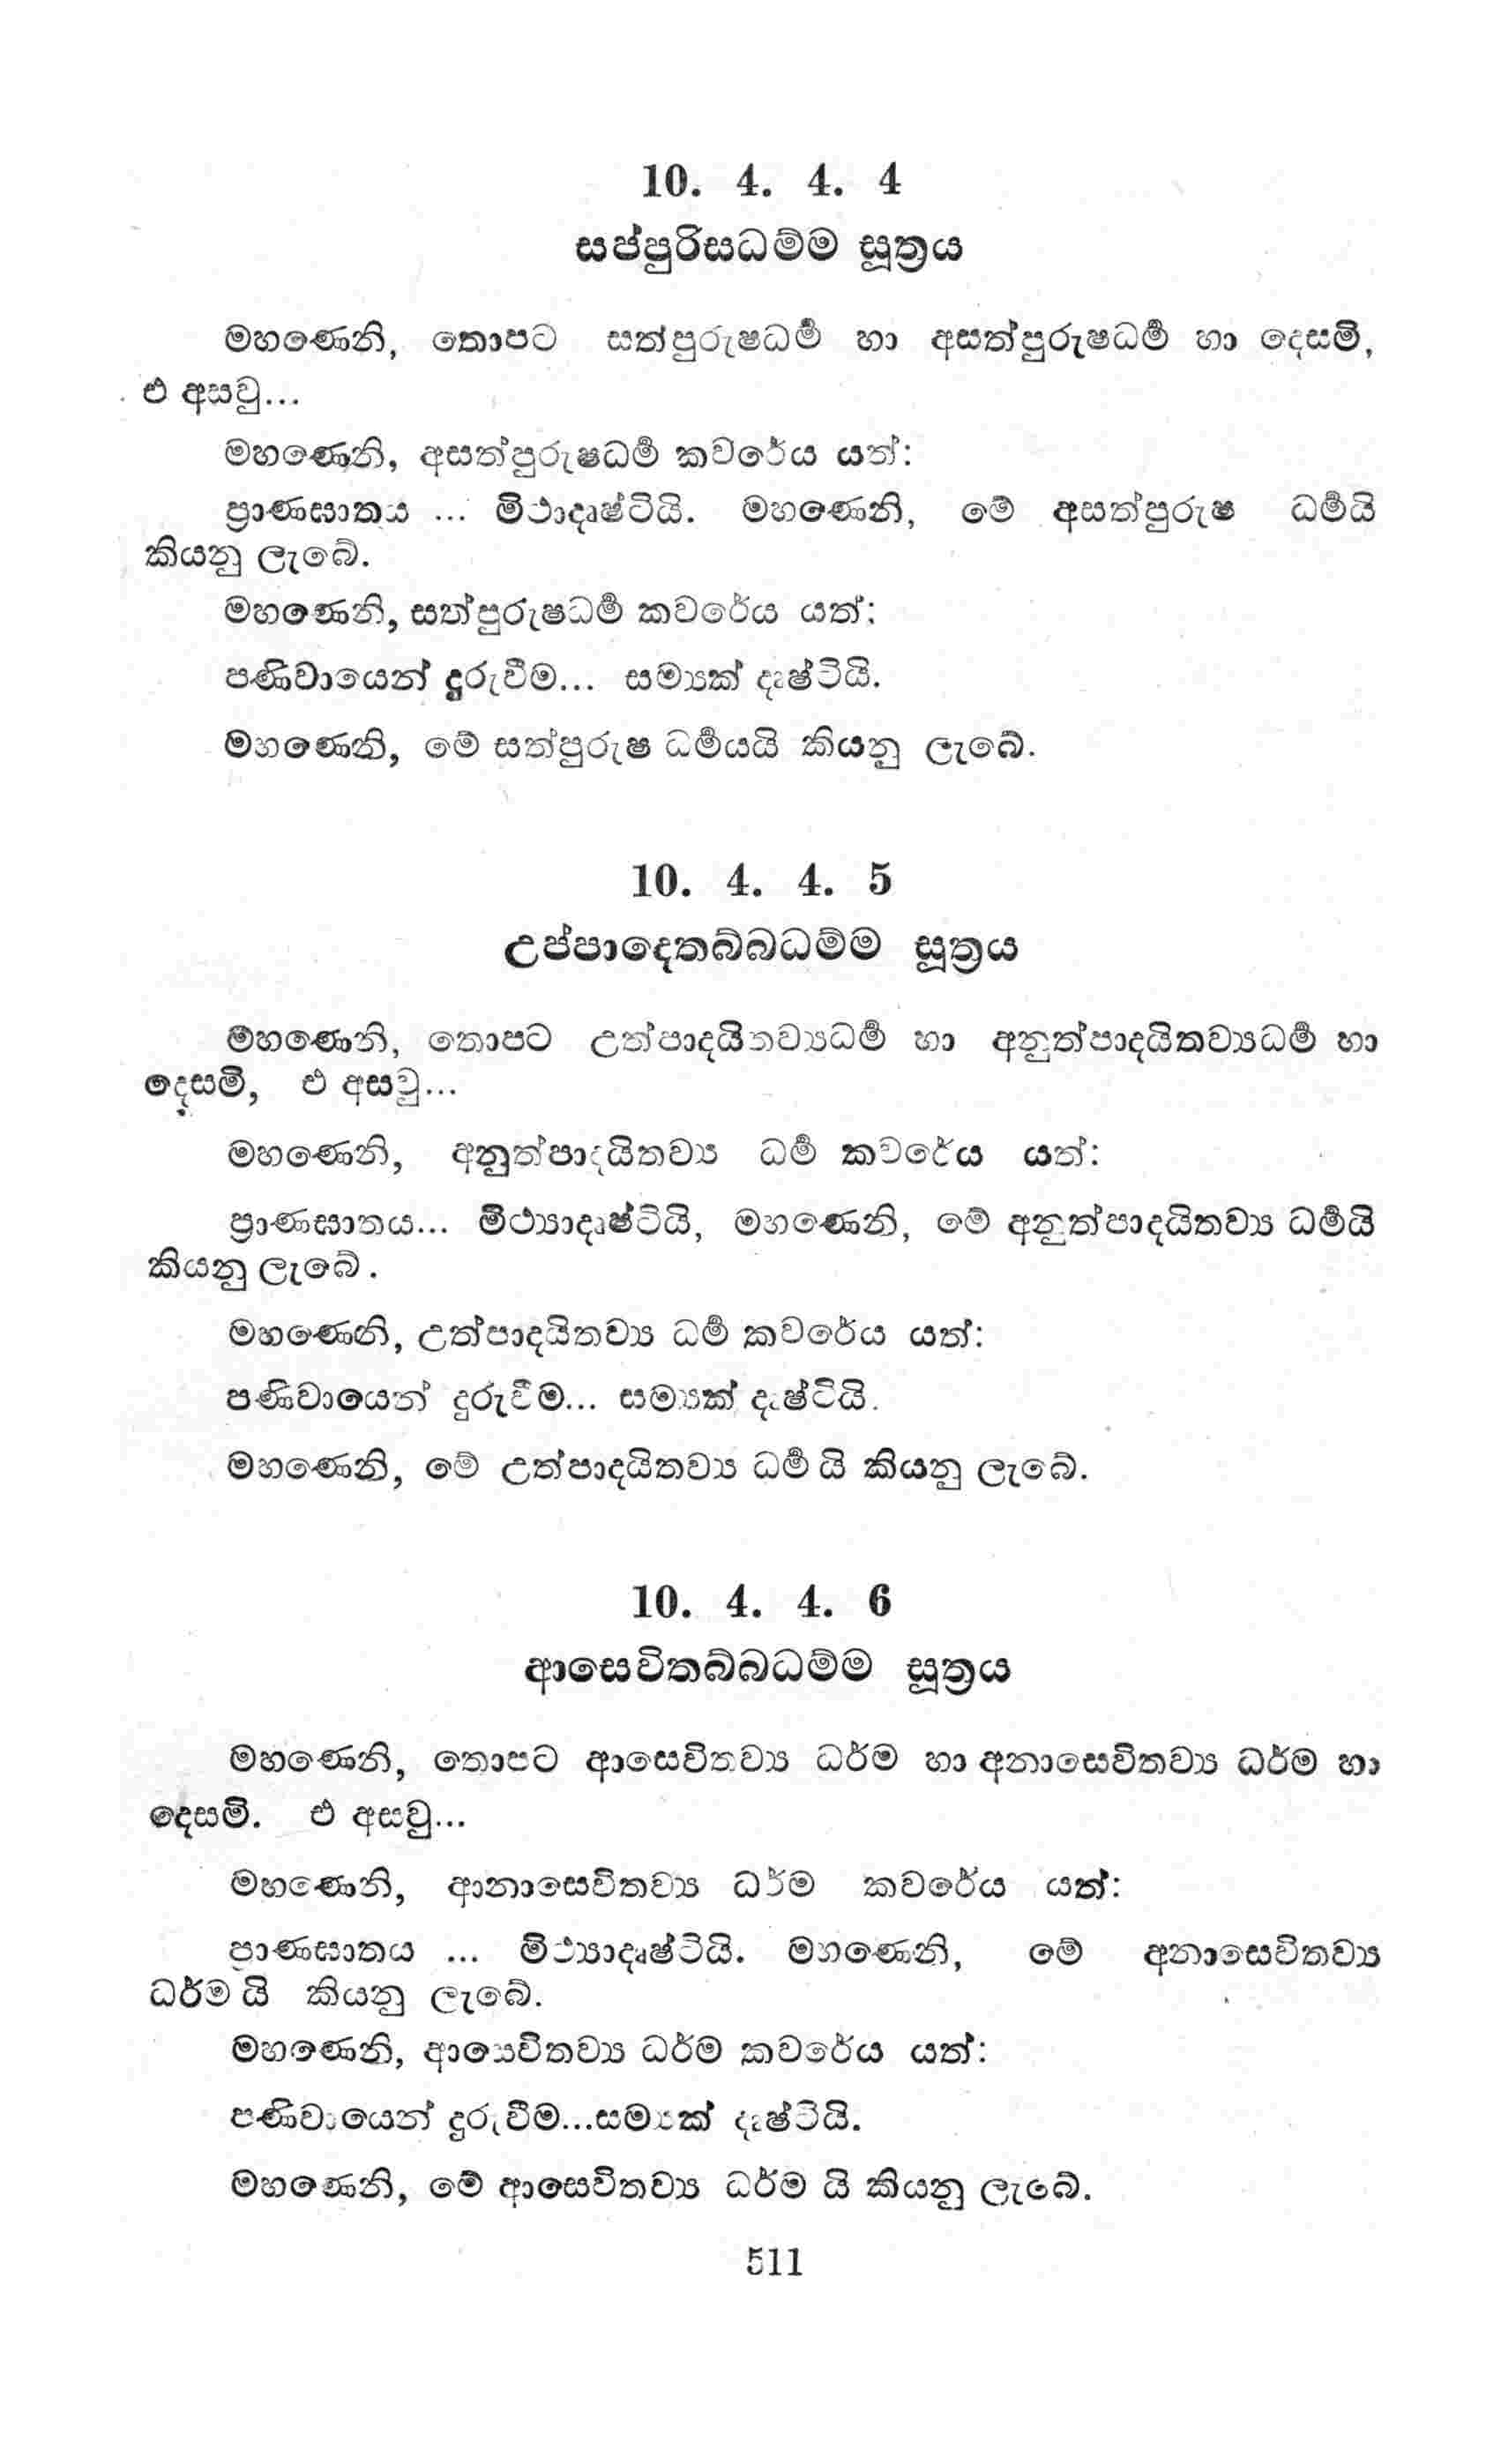 10. 4. 4. 4
සප්පුරිසධම්ම සූත්‍රය
මහණෙනි, තොපට සත්පුරුෂධර්‍ම හා අසත්පුරුෂධර්‍ම හා දෙසමි,
එ අසවු...
මහණෙනි, අසත්පුරුෂධර්‍ම කවරේය යත්:
ප්‍රාණඝාතය ... මිථාදෘෂ්ටියි. මහණෙනි, මේ අසත්පුරුෂ ධර්‍මයි
කියනු ලැබේ.
මහණෙනි, සත්පුරුෂධර්‍ම කවරේය යත්:
පණිවායෙන් දුරුවීම... සම්‍යක් දෘෂ්ටියි.
මහණෙනි, මේ සත්පුරුෂ ධර්‍මයයි කියනු ලැබේ.
10. 4. 4. 5
උප්පාදෙතබ්බධම්ම සූත්‍රය
මහණෙනි, තොපට උත්පාදයිතව්‍යධර්‍ම හා අනුත්පාදයිතව්‍යධර්‍ම හා
දෙසමි, එ අසවු...
මහණෙනි, අනුත්පාදයිතව්‍ය ධර්‍ම කවරේය යත්:
ප්‍රාණඝාතය... මිථ්‍යාදෘෂ්ටියි, මහණෙනි, මේ අනුත්පාදයිතව්‍ය ධර්‍මයි
කියනු ලැබේ.
මහණෙනි, උත්පාදයිතව්‍ය ධර්‍ම කවරේය යත්:
පණිවායෙන් දුරුවීම... සම්‍යක් දෘෂ්ටියි.
මහණෙනි, මේ උත්පාදයිතව්‍ය ධර්‍ම යි කියනු ලැබේ.
10. 4. 4. 6
ආසෙවිතබ්බධම්ම සූත්‍රය
මහණෙනි, තොපට ආසෙවිතව්‍ය ධර්ම හා අනාසෙවිතව්‍ය ධර්ම හා
දෙසමි. එ අසවු...
මහණෙනි, ආනාසෙවිතව්‍ය ධර්ම කවරේය යත්:
ප්‍රාණඝාතය ... මිථ්‍යාදෘෂ්ටියි. මහණෙනි, මේ අනාසෙවිතව්‍ය
ධර්ම යි කියනු ලැබේ.
මහණෙනි, ආයෙවිතව්‍ය ධර්ම කවරේය යත්:
පණිවායෙන් දුරුවීම...සම්‍යක් දෘෂ්ටියි.
මහණෙනි, මේ ආසෙවිතව්‍ය ධර්ම යි කියනු ලැබේ.
511